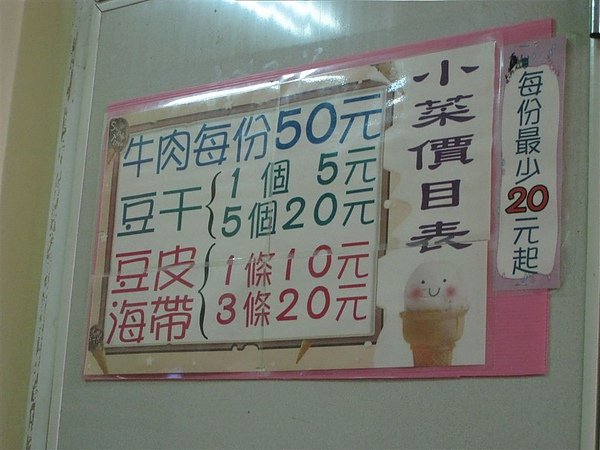 小菜價目表
牛肉每份50元
豆干{1個 5元
5個20元
豆皮
海帶{1條10元
3條20元
每份最少20元起